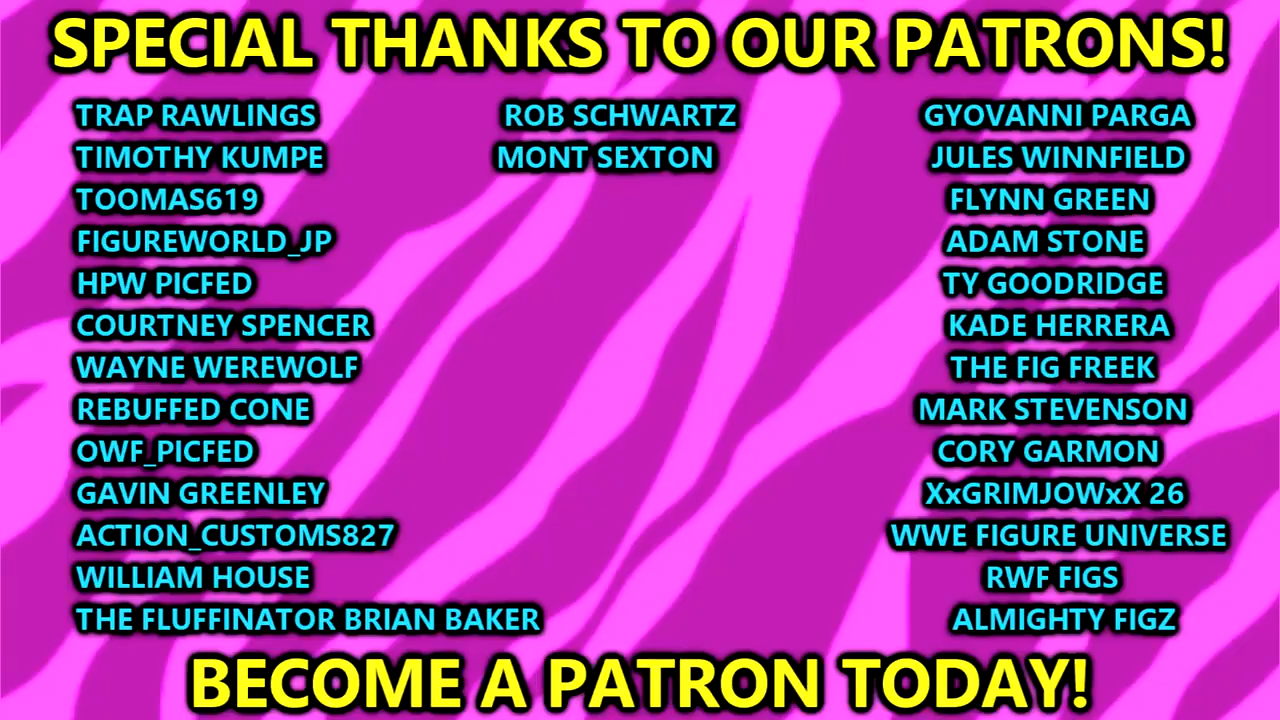 SPECIAL THANKS TO OUR PATRONS!
TRAP RAWLINGS
TIMOTHY KUMPE
TOOMAS619
FIGUREWORLD_JP
HPW PICFED
COURTNEY SPENCER
WAYNE WEREWOLF
REBUFFED CONE
OWF_PICFED
GAVIN GREENLEY
ACTION_CUSTOMS827
WILLIAM HOUSE
THE FLUFFINATOR BRIAN BAKER
ROB SCHWARTZ
MONT SEXTON
GYOVANNI PARGA
JULES WINNFIELD
FLYNN GREEN
ADAM STONE
TY GOODRIDGE
KADE HERRERA
THE FIG FREEK
MARK STEVENSON
CORY GARMON
XxGRIMJOWxX 26
WWE FIGURE UNIVERSE
RWF FIGS
ALMIGHTY FIGZ
BECOME A PATRON TODAY!